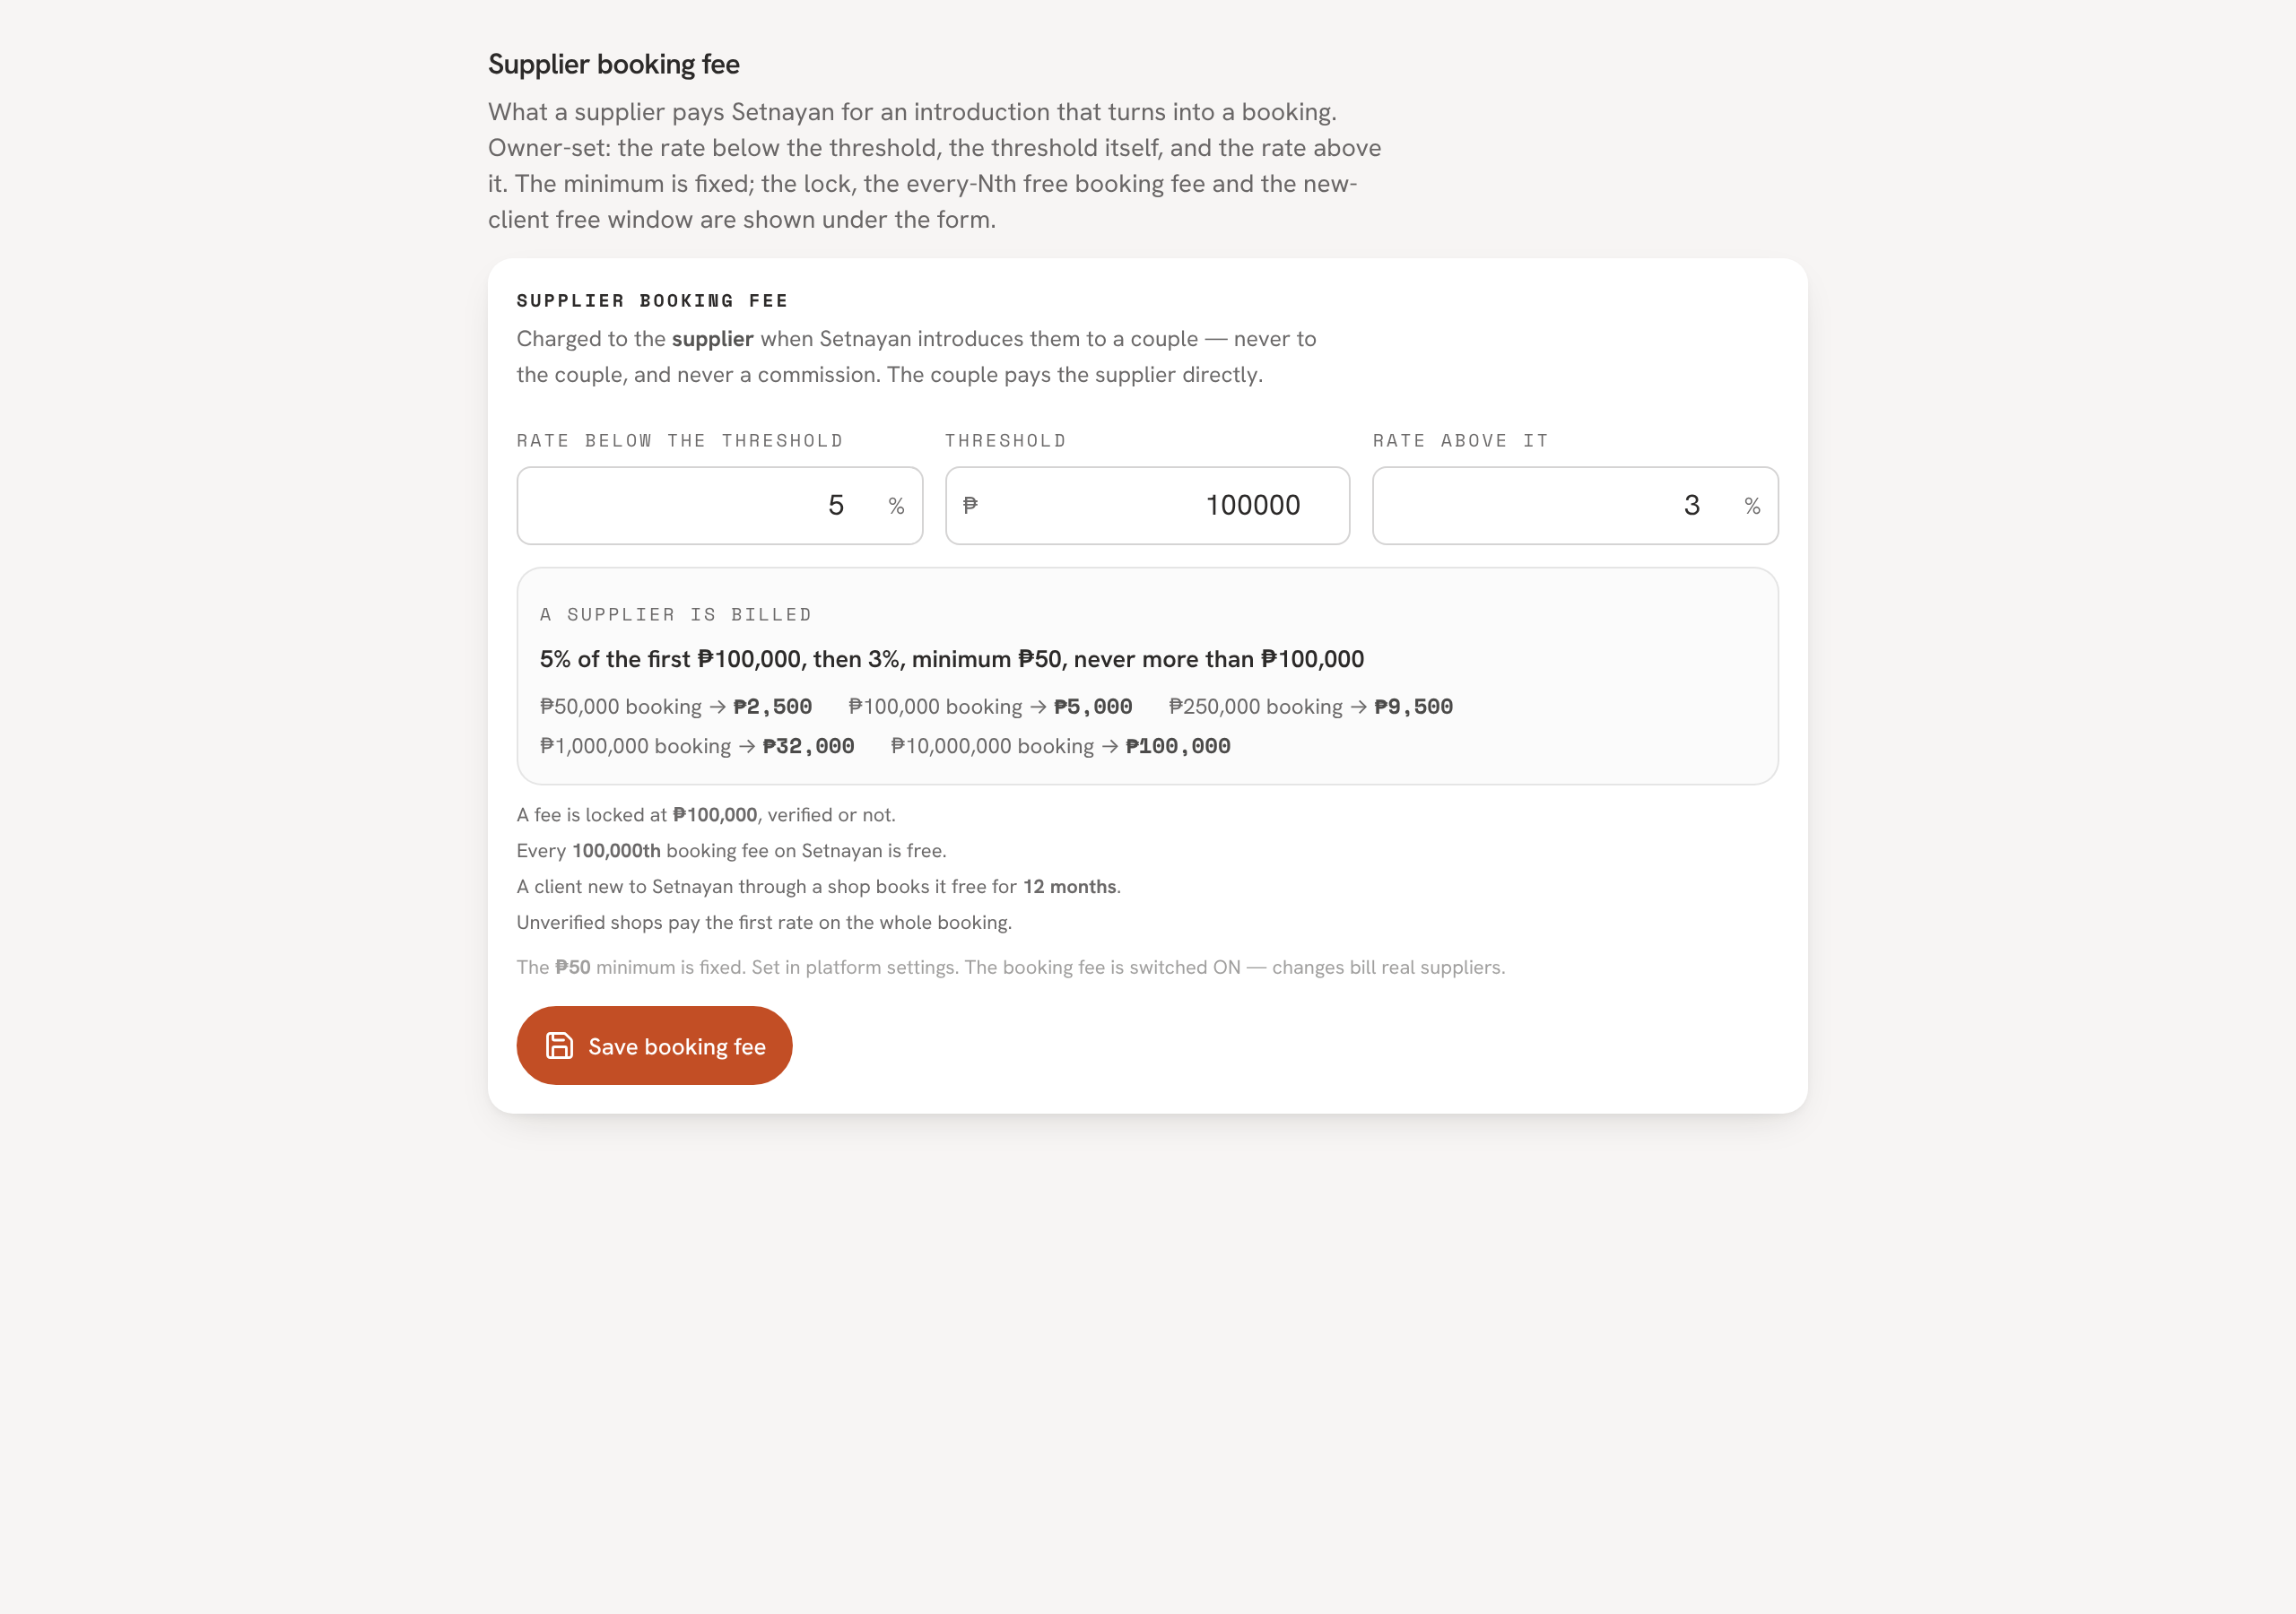 Supplier booking fee
What a supplier pays Setnayan for an introduction that turns into a booking.
Owner-set: the rate below the threshold, the threshold itself, and the rate above
it. The minimum is fixed; the lock, the every-Nth free booking fee and the new-
client free window are shown under the form.
SUPPLIER BOOKING FEE
Charged to the supplier when Setnayan introduces them to a couple — never to
the couple, and never a commission. The couple pays the supplier directly.
RATE BELOW THE THRESHOLD THRESHOLD RATE ABOVE IT
5 % ₱ 100000 3 %
A SUPPLIER IS BILLED
5% of the first ₱100,000, then 3%, minimum ₱50, never more than ₱100,000
₱50,000 booking → ₱2,500 ₱100,000 booking → ₱5,000 ₱250,000 booking → ₱9,500
₱1,000,000 booking → ₱32,000 ₱10,000,000 booking → ₱100,000
A fee is locked at ₱100,000, verified or not.
Every 100,000th booking fee on Setnayan is free.
A client new to Setnayan through a shop books it free for 12 months.
Unverified shops pay the first rate on the whole booking.
The ₱50 minimum is fixed. Set in platform settings. The booking fee is switched ON — changes bill real suppliers.
Save booking fee